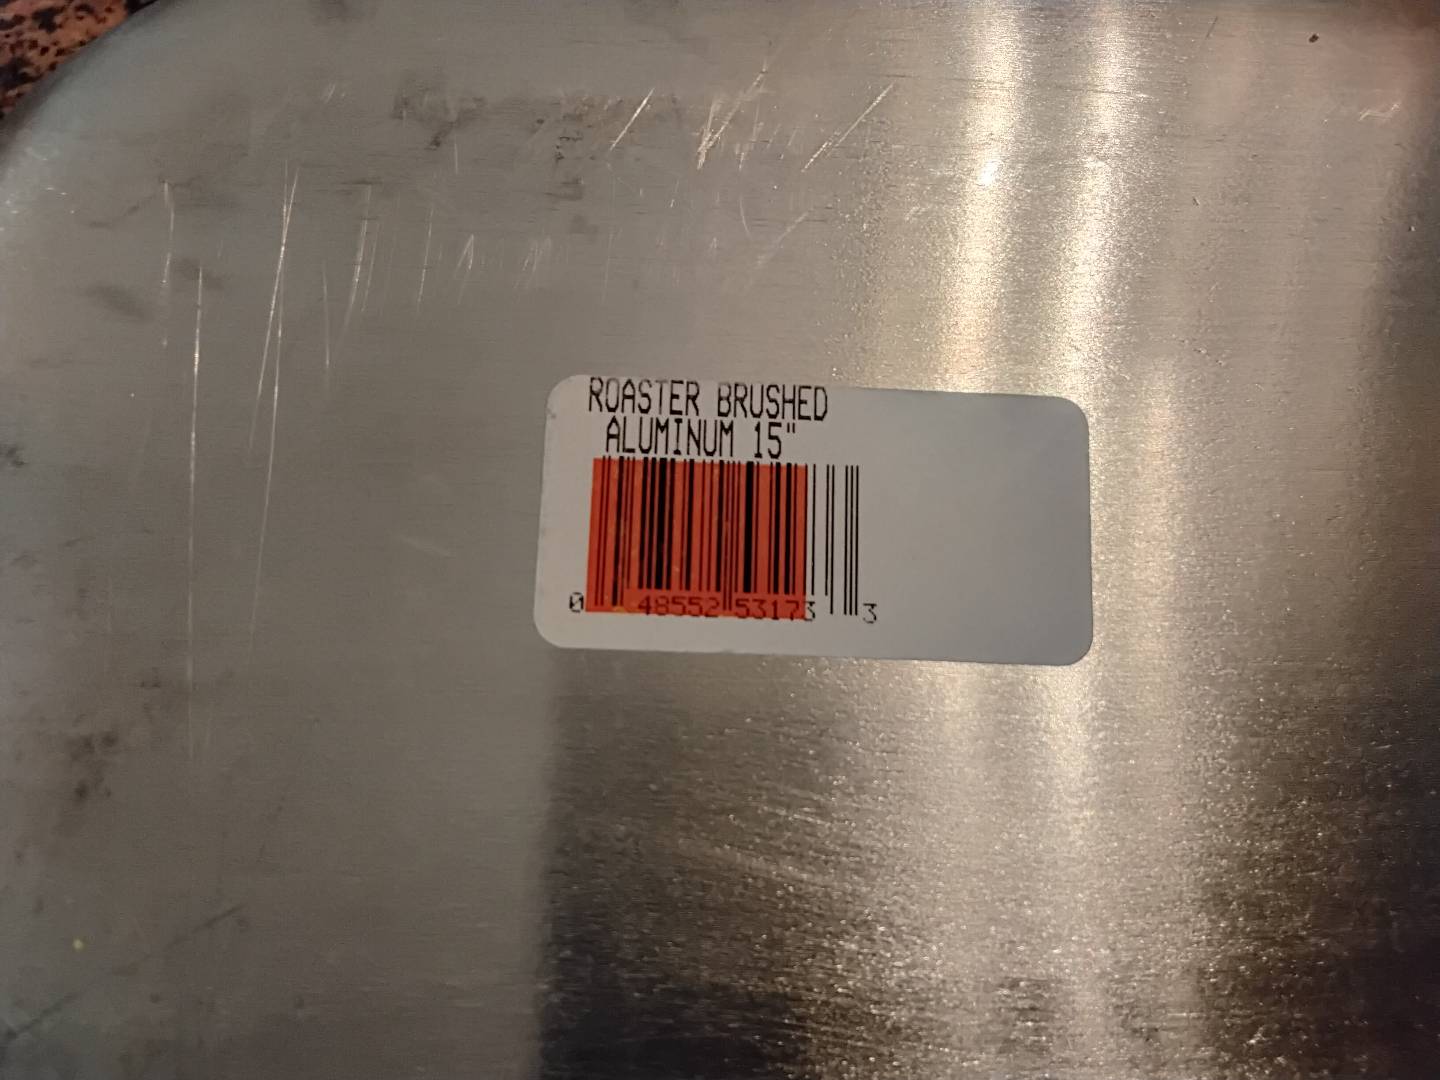 ROASTER BRUSHED
ALUMINUM 15"
0 48552 53173 3